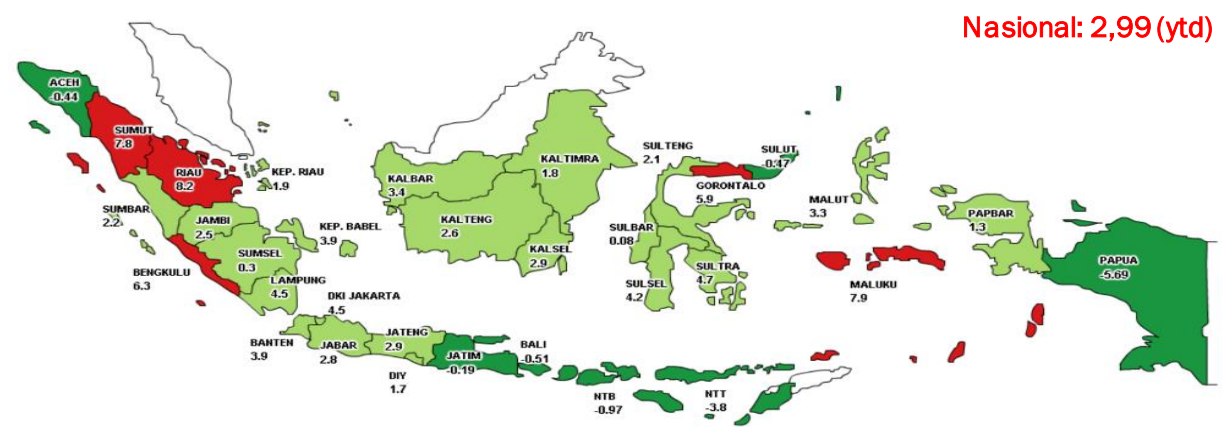 Nasional: 2,99 (ytd)
ACEH
-0.44
SUMUT
7.8
RIAU
8.2
KEP. RIAU
1.9
SUMBAR
2.2
JAMBI
2.5
KEP. BABEL
3.9
SUMSEL
0.3
BENGKULU
6.3
LAMPUNG
4.5
DKI JAKARTA
4.5
BANTEN
3.9
JABAR
2.8
JATENG
2.9
DIY
1.7
JATIM
-0.19
BALI
-0.51
NTB
-0.97
NTT
-3.8
KALBAR
3.4
KALTENG
2.6
KALTIMRA
1.8
KALSEL
2.9
SULTENG
2.1
SULUT
-0.47
GORONTALO
5.9
SULBAR
0.08
SULSEL
4.2
SULTRA
4.7
MALUT
3.3
MALUKU
7.9
PAPBAR
1.3
PAPUA
-5.69